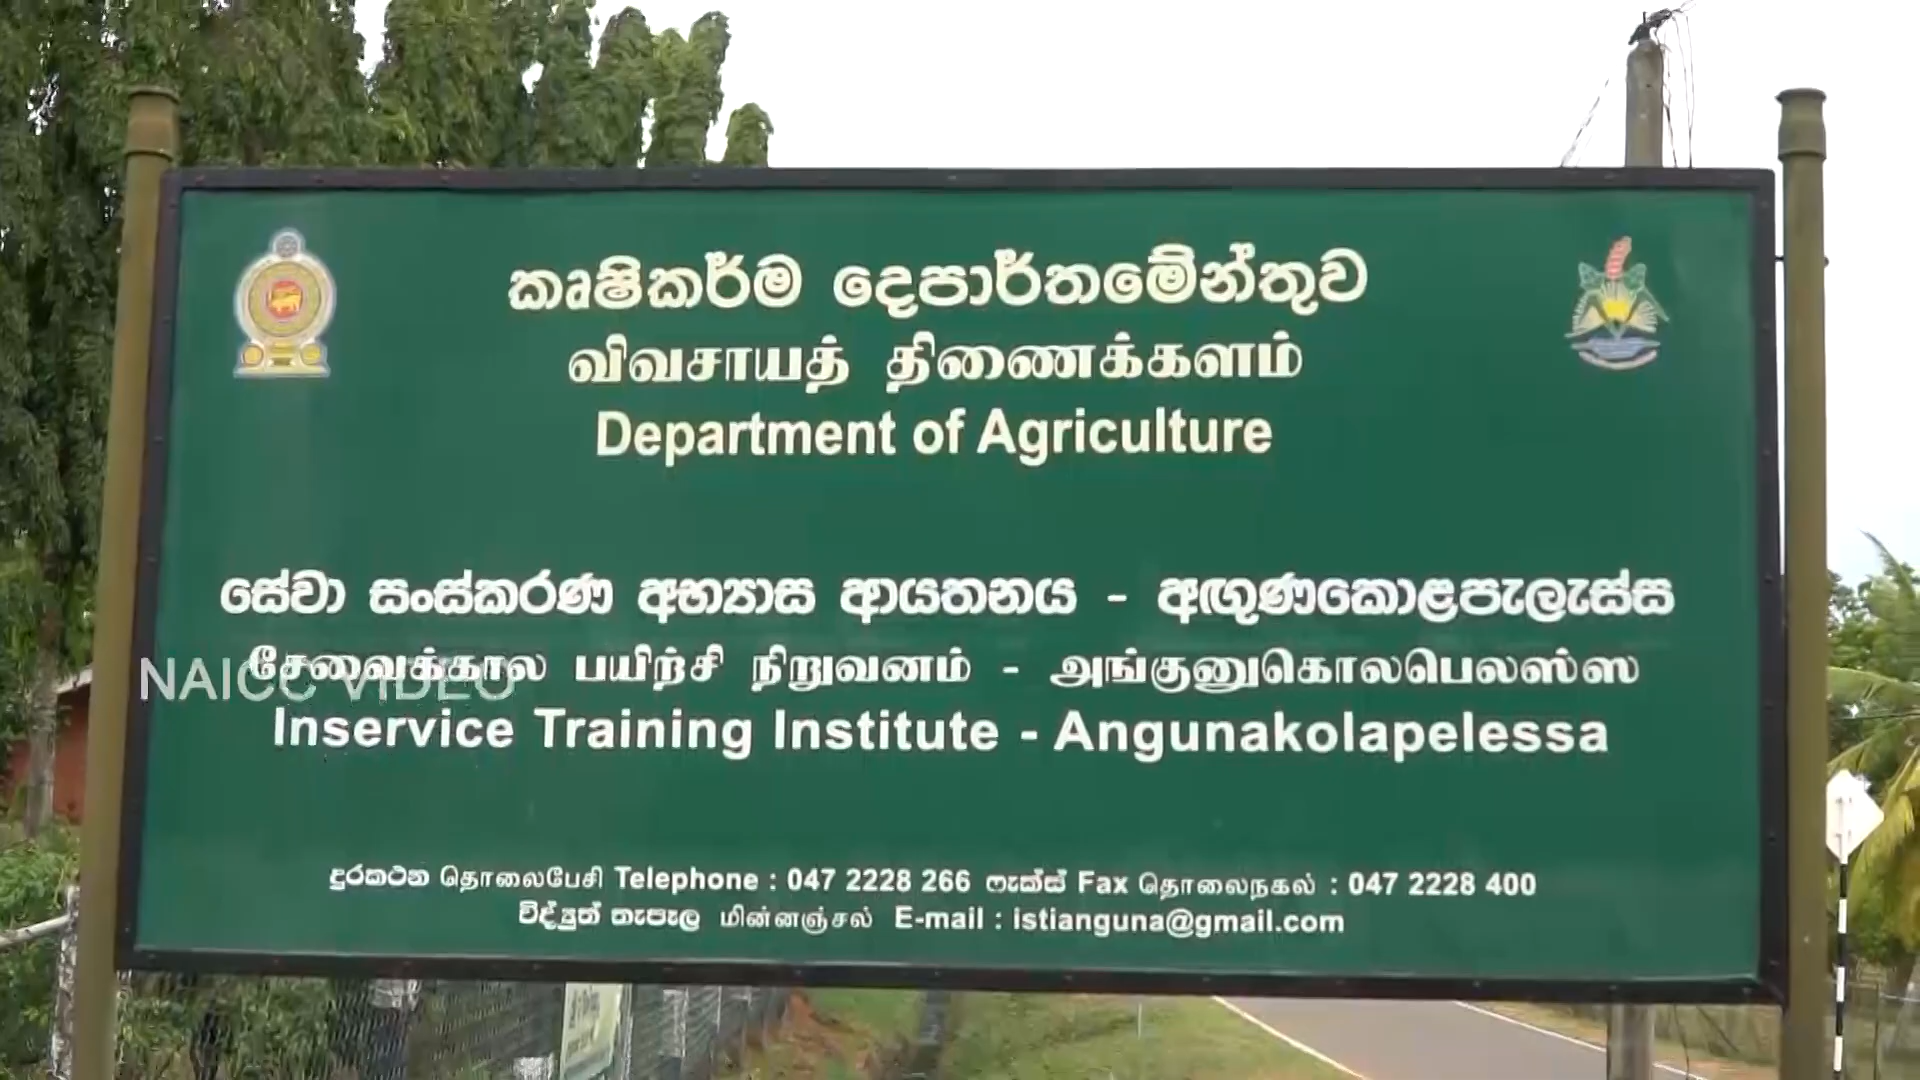 කෘෂිකර්ම දෙපාර්තමේන්තුව
விவசாயத் திணைக்களம்
Department of Agriculture
සේවා සංස්කරණ අභ්‍යාස ආයතනය - අඟුණකොළපැලැස්ස
சேவைக்கால பயிற்சி நிறுவனம் - அங்குனுகொலபெலஸ்ஸ
NAICC VIDEO
Inservice Training Institute - Angunakolapelessa
දුරකථන தொலைபேசி Telephone : 047 2228 266 ෆැක්ස් Fax தொலைநகல் : 047 2228 400
විද්‍යුත් තැපැල மின்னஞ்சல் E-mail : istianguna@gmail.com